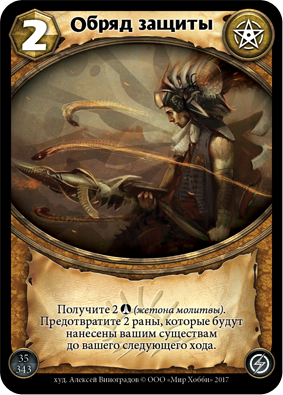 2
Обряд защиты
Получите 2 (жетона молитвы).
Предотвратите 2 раны, которые будут
нанесены вашим существам
до вашего следующего хода.
35
343
худ. Алексей Виноградов © ООО «Мир Хобби» 2017